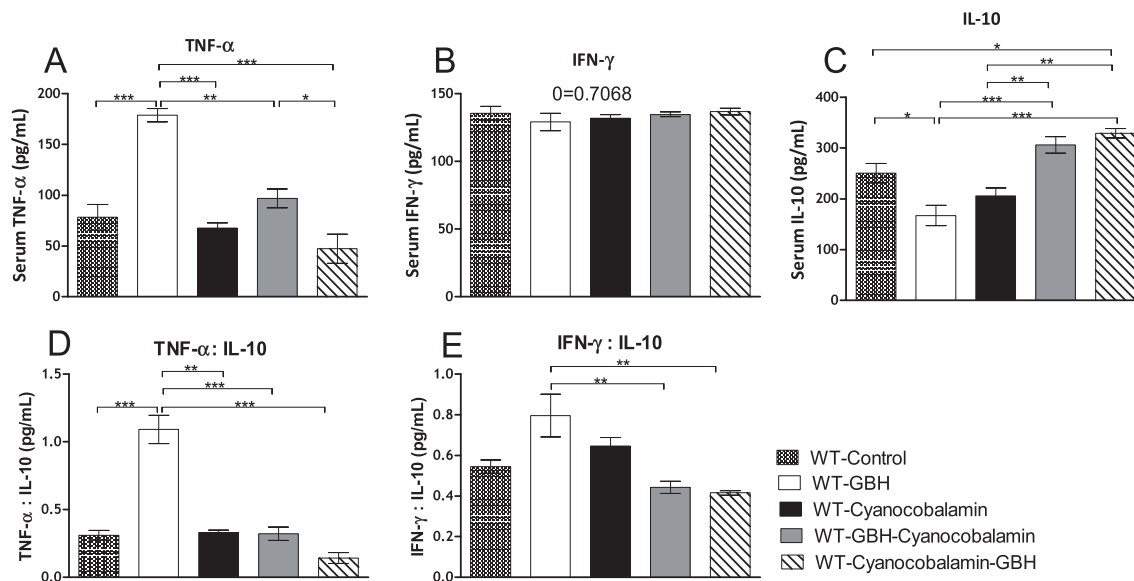 A
TNF-α
***
***
***
**
*
200
150
100
50
0
Serum TNF-α (pg/mL)
B
IFN-γ
0=0.7068
150
100
50
0
Serum IFN-γ (pg/mL)
C
IL-10
*
**
**
***
*
***
400
300
200
100
0
Serum IL-10 (pg/mL)
D
TNF-α: IL-10
**
***
***
***
1.5
1.0
0.5
0.0
TNF-α : IL-10 (pg/mL)
E
IFN-γ : IL-10
**
**
1.0
0.8
0.6
0.4
0.2
0.0
IFN-γ : IL-10 (pg/mL)
WT-Control
WT-GBH
WT-Cyanocobalamin
WT-GBH-Cyanocobalamin
WT-Cyanocobalamin-GBH